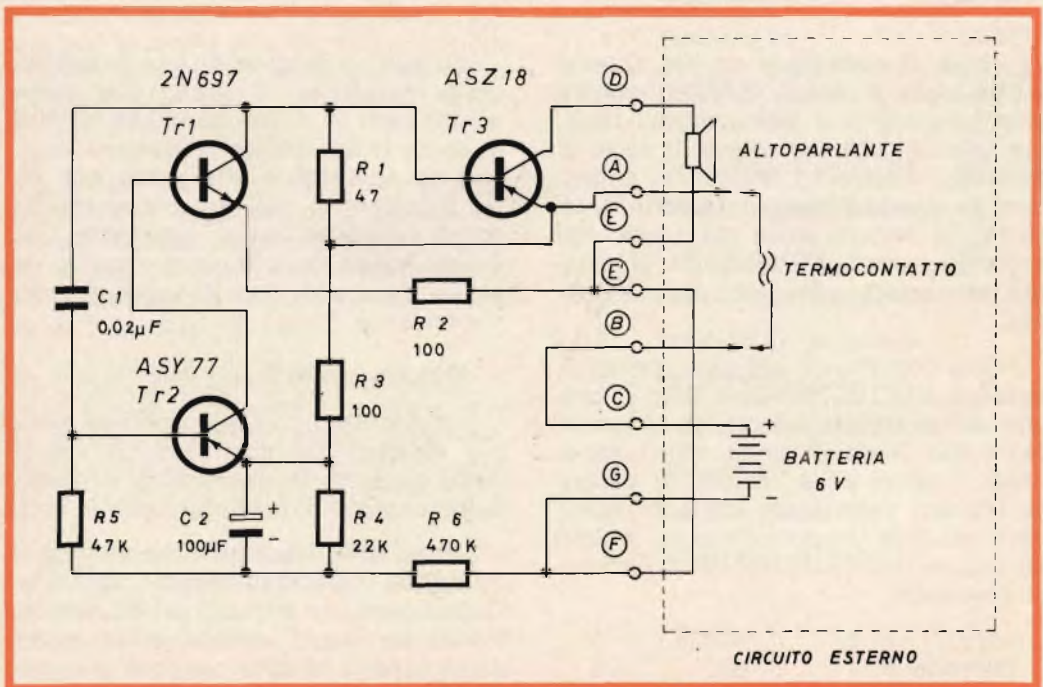 2N697
Tr1
ASZ18
Tr3
R1
47
C1
0,02µF
R2
100
ASY77
Tr2
R3
100
R5
47K
C2
100µF
+
-
R4
22K
R6
470K
D
A
E
E'
B
C
G
F
ALTOPARLANTE
TERMOCONTATTO
+
BATTERIA
6 V
-
CIRCUITO ESTERNO